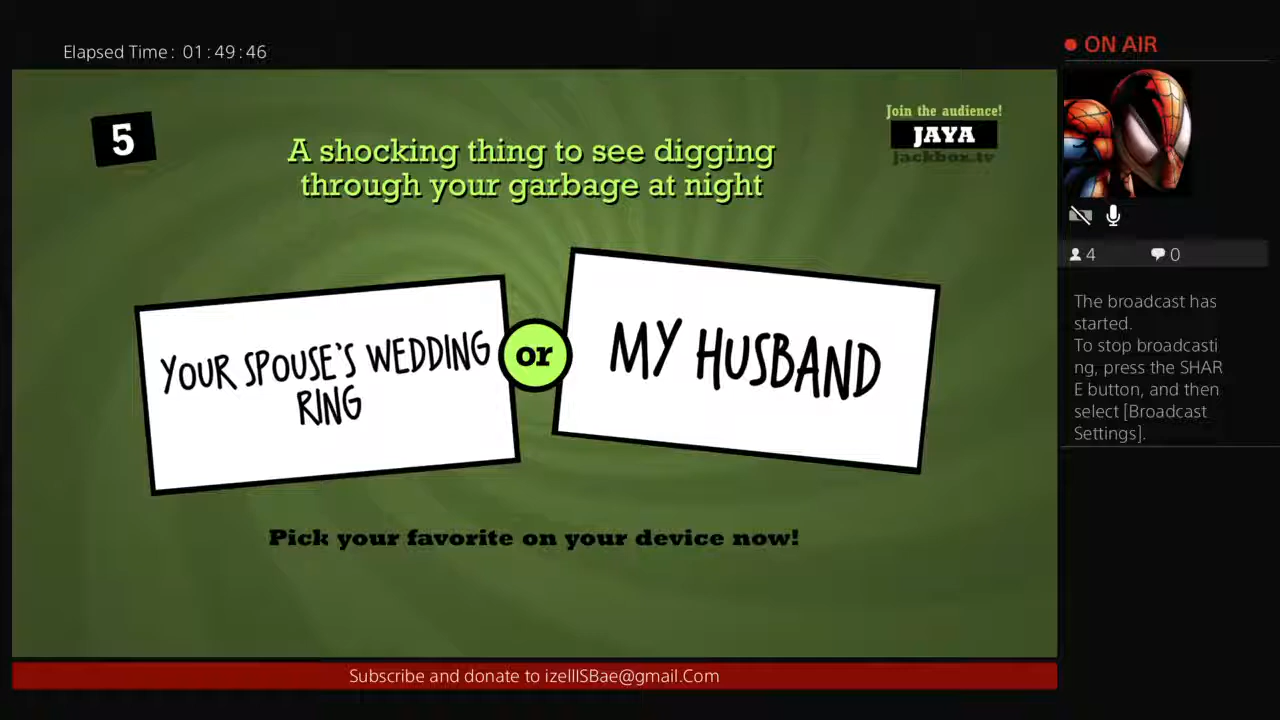 Elapsed Time: 01:49:46
ON AIR
5
Join the audience!
JAYA
jackbox.tv
A shocking thing to see digging
through your garbage at night
YOUR SPOUSE'S WEDDING
RING
or
MY HUSBAND
Pick your favorite on your device now!
4
0
The broadcast has
started.
To stop broadcasti
ng, press the SHAR
E button, and then
select [Broadcast
Settings].
Subscribe and donate to izellISBae@gmail.Com